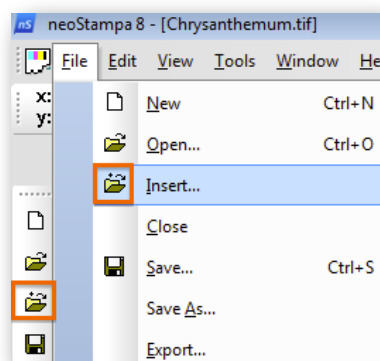 nS neoStampa 8 - [Chrysanthemum.tif]
File Edit View Tools Window He
x:
y:
New Ctrl+N
Open... Ctrl+O
Insert...
Close
Save... Ctrl+S
Save As...
Export...